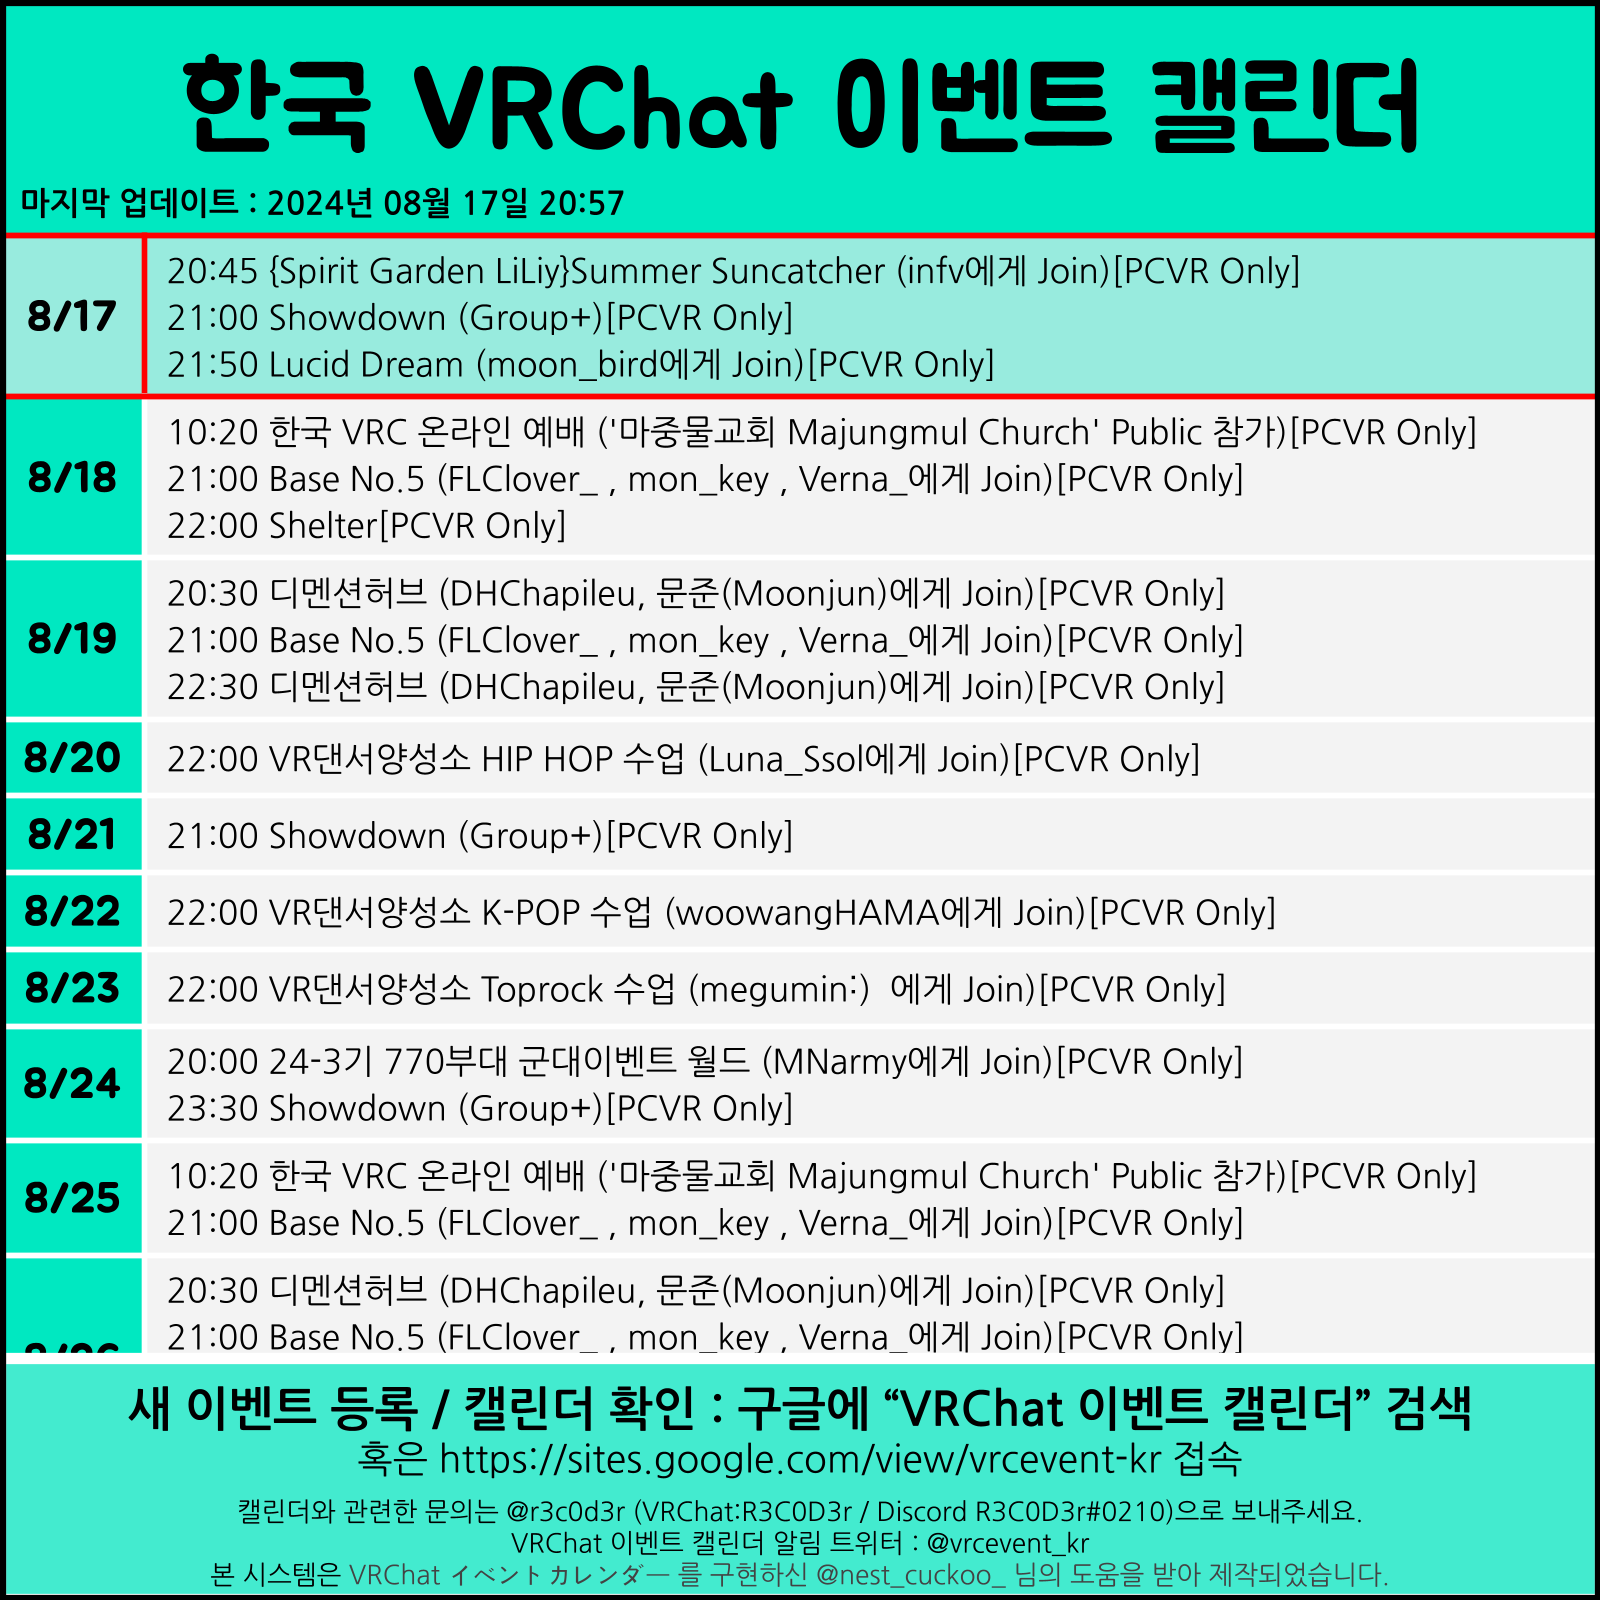 한국 VRChat 이벤트 캘린더
마지막 업데이트 : 2024년 08월 17일 20:57
8/17
20:45 {Spirit Garden LiLiy}Summer Suncatcher (infv에게 Join)[PCVR Only]
21:00 Showdown (Group+)[PCVR Only]
21:50 Lucid Dream (moon_bird에게 Join)[PCVR Only]
8/18
10:20 한국 VRC 온라인 예배 ('마중물교회 Majungmul Church' Public 참가)[PCVR Only]
21:00 Base No.5 (FLClover_ , mon_key , Verna_에게 Join)[PCVR Only]
22:00 Shelter[PCVR Only]
8/19
20:30 디멘션허브 (DHChapileu, 문준(Moonjun)에게 Join)[PCVR Only]
21:00 Base No.5 (FLClover_ , mon_key , Verna_에게 Join)[PCVR Only]
22:30 디멘션허브 (DHChapileu, 문준(Moonjun)에게 Join)[PCVR Only]
8/20
22:00 VR댄서양성소 HIP HOP 수업 (Luna_Ssol에게 Join)[PCVR Only]
8/21
21:00 Showdown (Group+)[PCVR Only]
8/22
22:00 VR댄서양성소 K-POP 수업 (woowangHAMA에게 Join)[PCVR Only]
8/23
22:00 VR댄서양성소 Toprock 수업 (megumin:)  에게 Join)[PCVR Only]
8/24
20:00 24-3기 770부대 군대이벤트 월드 (MNarmy에게 Join)[PCVR Only]
23:30 Showdown (Group+)[PCVR Only]
8/25
10:20 한국 VRC 온라인 예배 ('마중물교회 Majungmul Church' Public 참가)[PCVR Only]
21:00 Base No.5 (FLClover_ , mon_key , Verna_에게 Join)[PCVR Only]
20:30 디멘션허브 (DHChapileu, 문준(Moonjun)에게 Join)[PCVR Only]
21:00 Base No.5 (FLClover_ , mon_key , Verna_에게 Join)[PCVR Only]
새 이벤트 등록 / 캘린더 확인 : 구글에 “VRChat 이벤트 캘린더” 검색
혹은 https://sites.google.com/view/vrcevent-kr 접속
캘린더와 관련한 문의는 @r3c0d3r (VRChat:R3C0D3r / Discord R3C0D3r#0210)으로 보내주세요.
VRChat 이벤트 캘린더 알림 트위터 : @vrcevent_kr
본 시스템은 VRChat イベントカレンダー 를 구현하신 @nest_cuckoo_ 님의 도움을 받아 제작되었습니다.